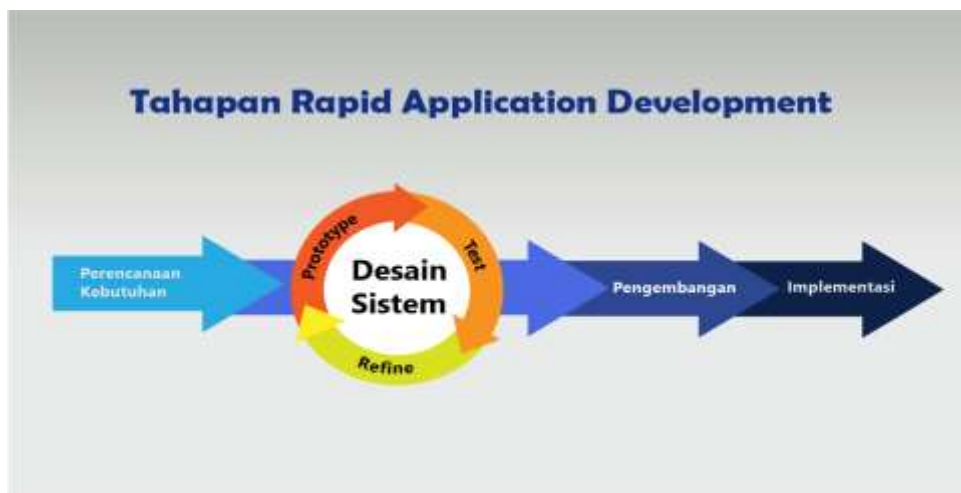 Tahapan Rapid Application Development
Perencanaan
Kebutuhan
Prototype
Test
Refine
Desain
Sistem
Pengembangan
Implementasi